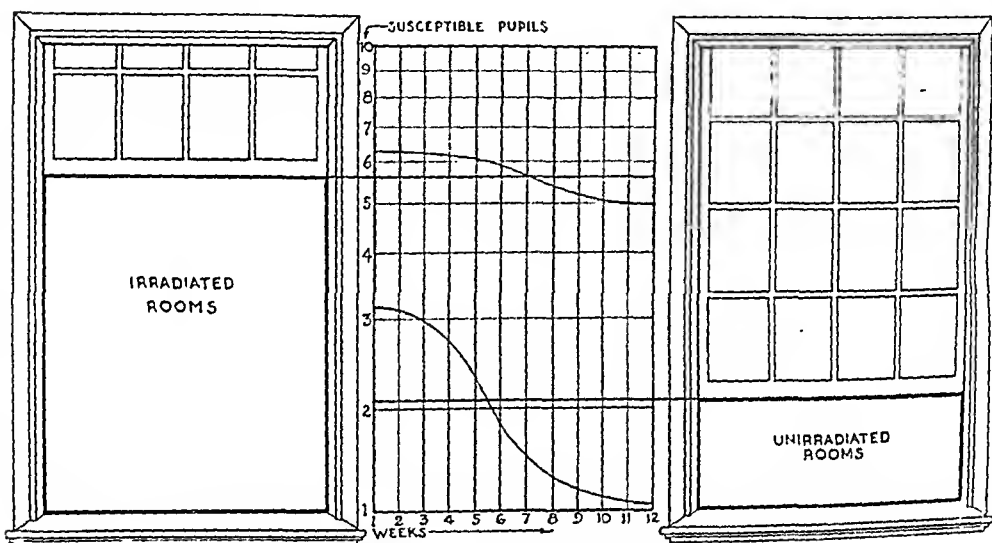 SUSCEPTIBLE PUPILS
10
9
8
7
6
5
4
3
2
1
IRRADIATED
ROOMS
UNIRRADIATED
ROOMS
1 2 3 4 5 6 7 8 9 10 11 12
WEEKS